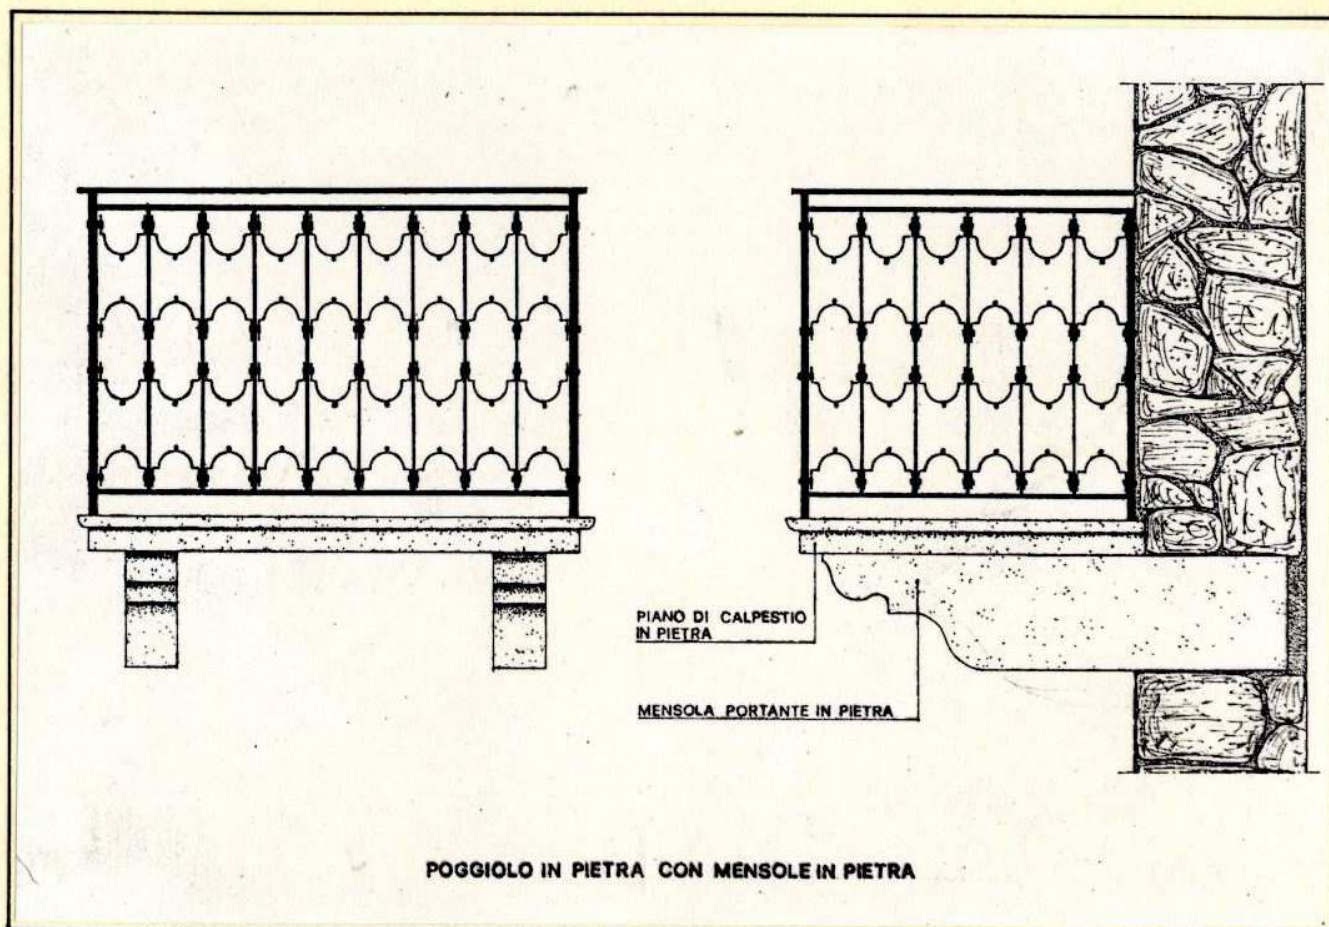 PIANO DI CALPESTIO
IN PIETRA
MENSOLA PORTANTE IN PIETRA
POGGIOLO IN PIETRA CON MENSOLE IN PIETRA